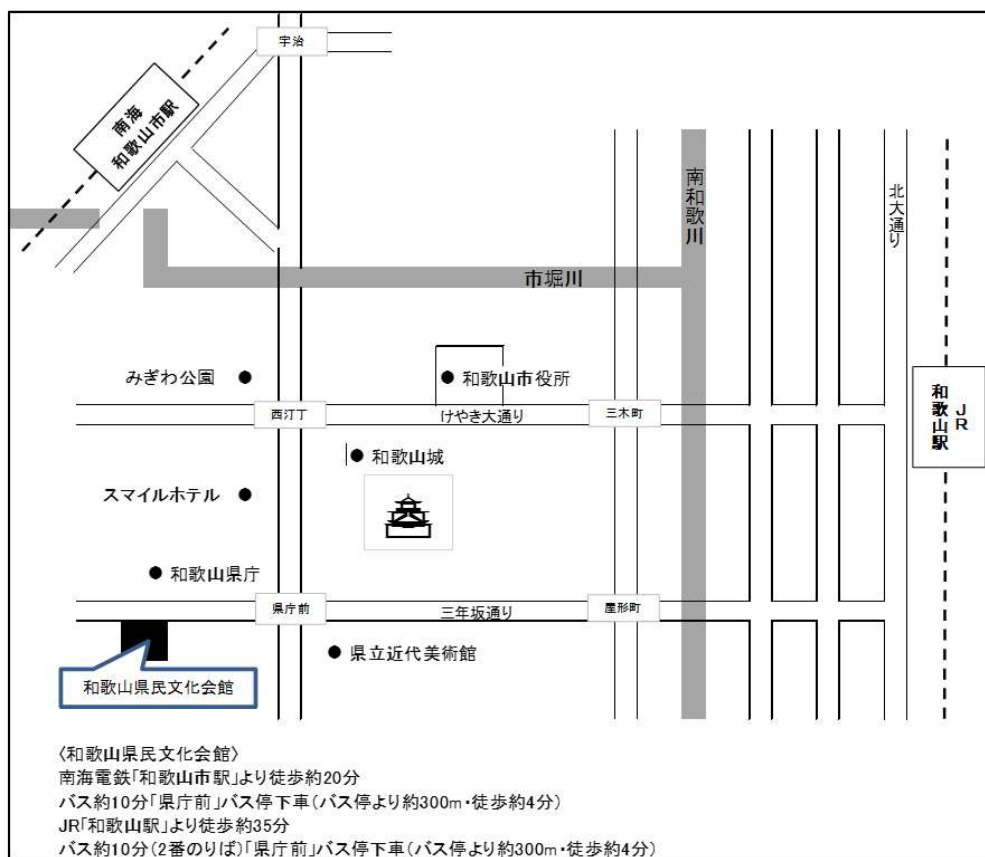 宇治
南海
和歌山市駅
南和歌川
北大通り
市堀川
みぎわ公園
和歌山市役所
西汀丁
けやき大通り
三木町
JR
和歌山駅
和歌山城
スマイルホテル
和歌山県庁
県庁前
三年坂通り
屋形町
県立近代美術館
和歌山県民文化会館
〈和歌山県民文化会館〉
南海電鉄「和歌山市駅」より徒歩約20分
バス約10分「県庁前」バス停下車(バス停より約300m・徒歩約4分)
JR「和歌山駅」より徒歩約35分
バス約10分(2番のりば)「県庁前」バス停下車(バス停より約300m・徒歩約4分)